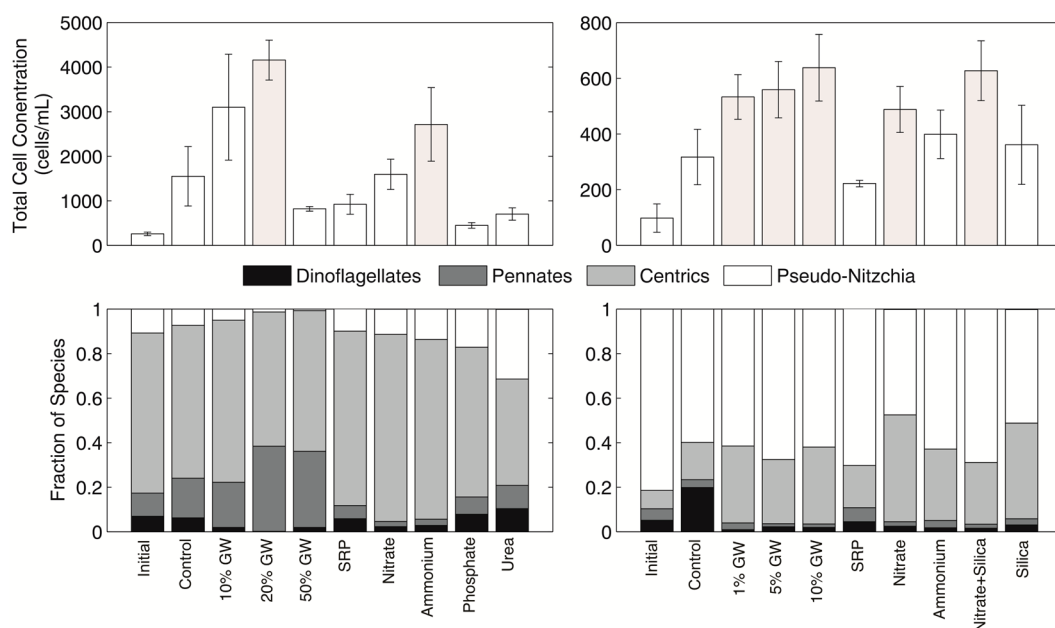 Total Cell Conentration
(cells/mL)
5000
4000
3000
2000
1000
0
800
600
400
200
0
Dinoflagellates
Pennates
Centrics
Pseudo-Nitzchia
Fraction of Species
1
0.8
0.6
0.4
0.2
0
Initial
Control
10% GW
20% GW
50% GW
SRP
Nitrate
Ammonium
Phosphate
Urea
1
0.8
0.6
0.4
0.2
0
Initial
Control
1% GW
5% GW
10% GW
SRP
Nitrate
Ammonium
Nitrate+Silica
Silica